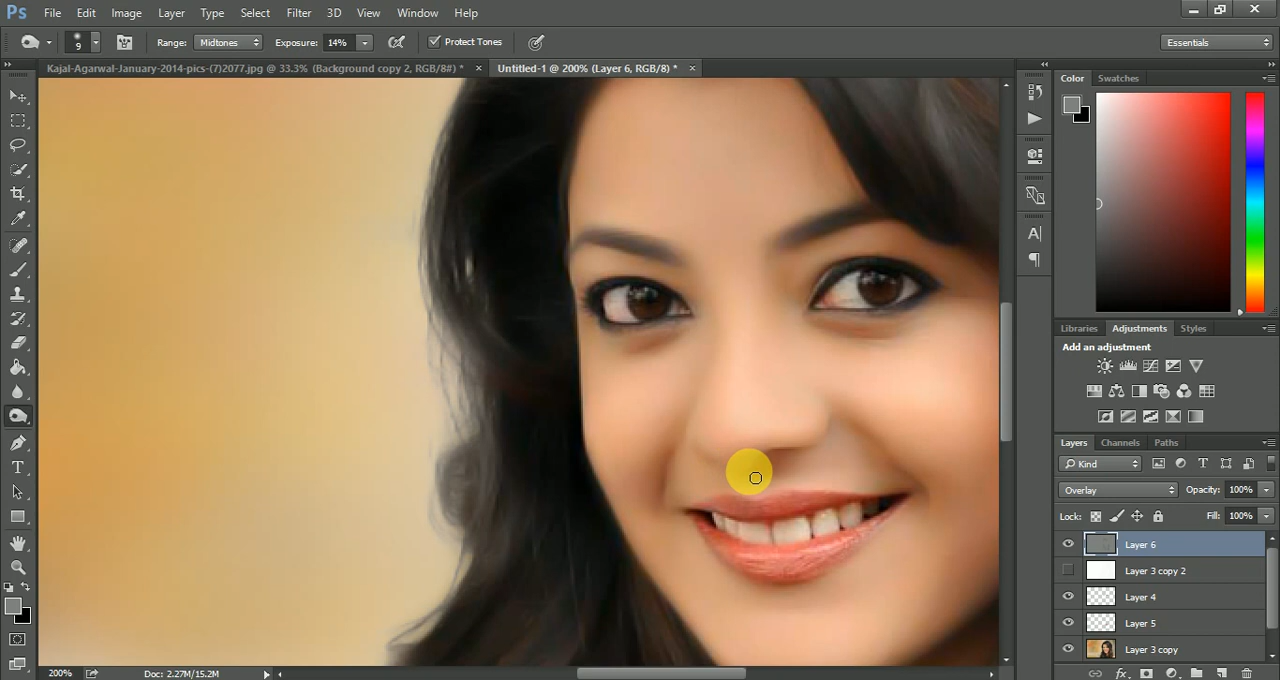 Ps File Edit Image Layer Type Select Filter 3D View Window Help
9 Range: Midtones Exposure: 14% Protect Tones Essentials
Kajal-Agarwal-January-2014-pics-(7)2077.jpg @ 33.3% (Background copy 2, RGB/8#) * × Untitled-1 @ 200% (Layer 6, RGB/8) * ×
Color Swatches
Libraries Adjustments Styles
Add an adjustment
Layers Channels Paths
Kind
Overlay Opacity: 100%
Lock: Fill: 100%
Layer 6
Layer 3 copy 2
Layer 4
Layer 5
Layer 3 copy
200% Doc: 2.27M/15.2M